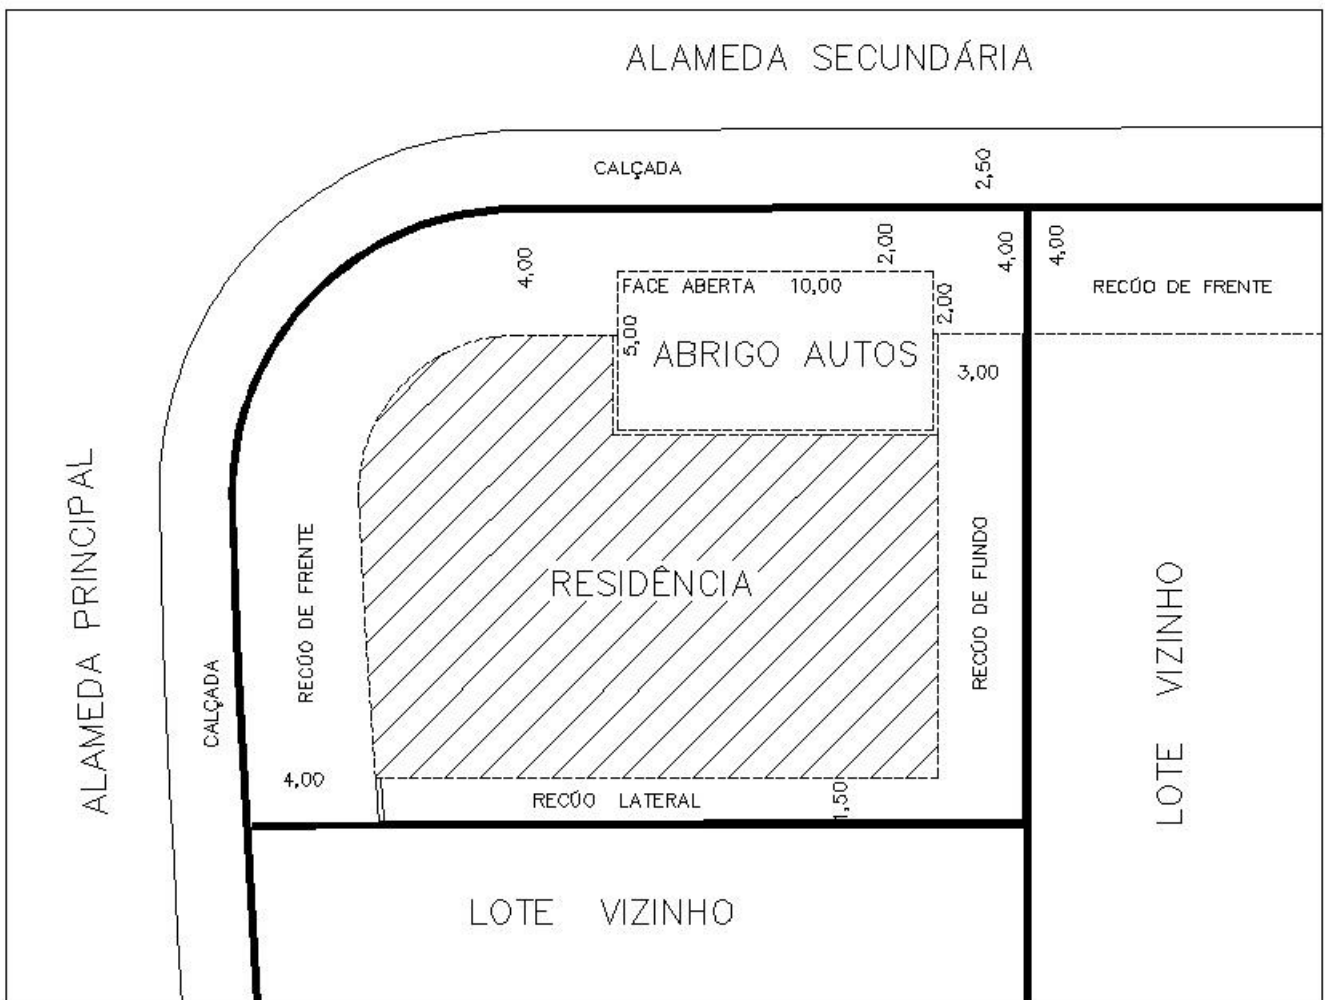 ALAMEDA SECUNDÁRIA
CALÇADA
2,50
4,00
2,00
4,00
4,00
FACE ABERTA 10,00
2,00
RECÚO DE FRENTE
5,00
ABRIGO AUTOS
3,00
ALAMEDA PRINCIPAL
RECÚO DE FRENTE
RESIDÊNCIA
RECÚO DE FUNDO
LOTE VIZINHO
CALÇADA
4,00
RECÚO LATERAL
1,50
LOTE VIZINHO